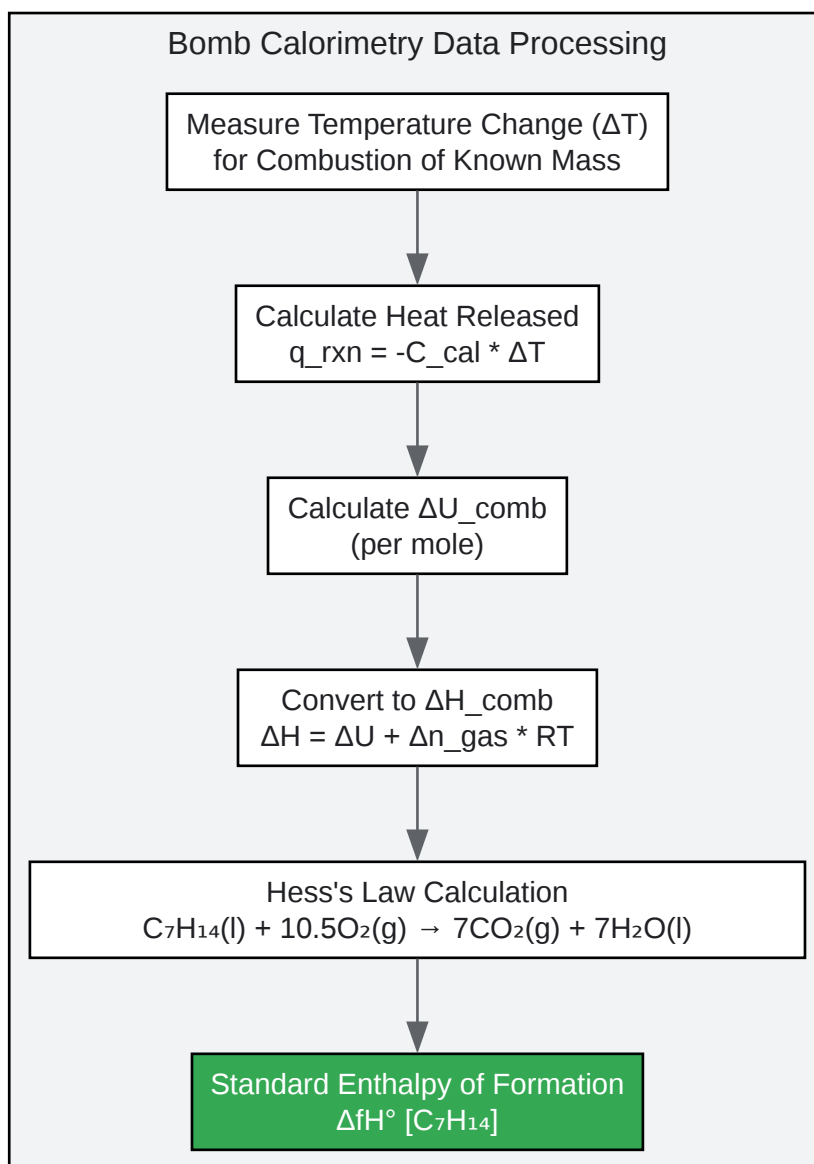 Bomb Calorimetry Data Processing
Measure Temperature Change (ΔT)
for Combustion of Known Mass
Calculate Heat Released
q_rxn = -C_cal * ΔT
Calculate ΔU_comb
(per mole)
Convert to ΔH_comb
ΔH = ΔU + Δn_gas * RT
Hess's Law Calculation
C₇H₁₄(l) + 10.5O₂(g) → 7CO₂(g) + 7H₂O(l)
Standard Enthalpy of Formation
ΔfH° [C₇H₁₄]